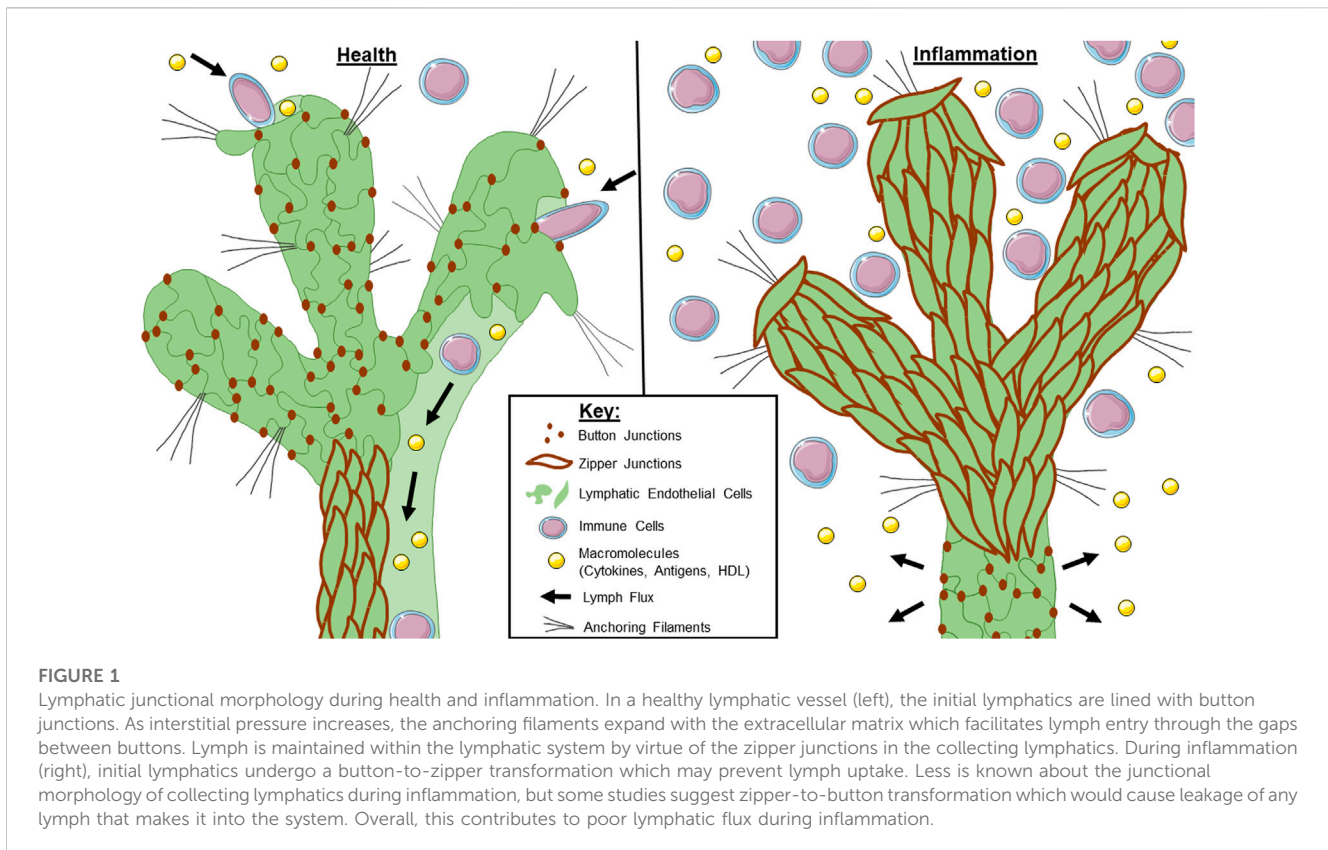 Health
Inflammation
Key:
Button Junctions
Zipper Junctions
Lymphatic Endothelial Cells
Immune Cells
Macromolecules
(Cytokines, Antigens, HDL)
Lymph Flux
Anchoring Filaments
FIGURE 1
Lymphatic junctional morphology during health and inflammation. In a healthy lymphatic vessel (left), the initial lymphatics are lined with button
junctions. As interstitial pressure increases, the anchoring filaments expand with the extracellular matrix which facilitates lymph entry through the gaps
between buttons. Lymph is maintained within the lymphatic system by virtue of the zipper junctions in the collecting lymphatics. During inflammation
(right), initial lymphatics undergo a button-to-zipper transformation which may prevent lymph uptake. Less is known about the junctional
morphology of collecting lymphatics during inflammation, but some studies suggest zipper-to-button transformation which would cause leakage of any
lymph that makes it into the system. Overall, this contributes to poor lymphatic flux during inflammation.